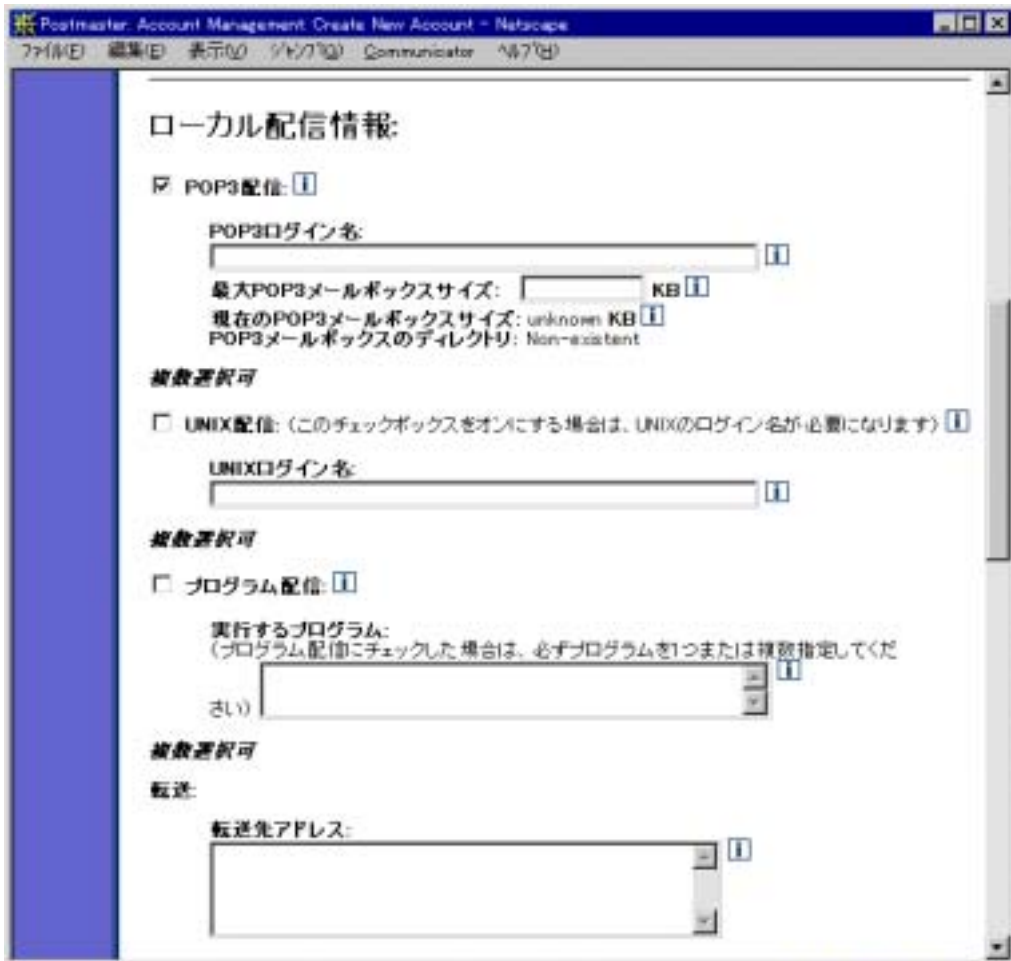 Postmaster: Account Management Create New Account - Netscape
ファイル(F) 編集(E) 表示(V) ジャンプ(G) Communicator ヘルプ(H)
ローカル配信情報:
POP3配信:
POP3ログイン名:
最大POP3メールボックスサイズ: KB
現在のPOP3メールボックスサイズ: unknown KB
POP3メールボックスのディレクトリ: Non-existent
複数選択可
UNIX配信: (このチェックボックスをオンにする場合は、UNIXのログイン名が必要になります)
UNIXログイン名:
複数選択可
プログラム配信:
実行するプログラム:
(プログラム配信にチェックした場合は、必ずプログラムを1つまたは複数指定してくだ
さい)
複数選択可
転送:
転送先アドレス: